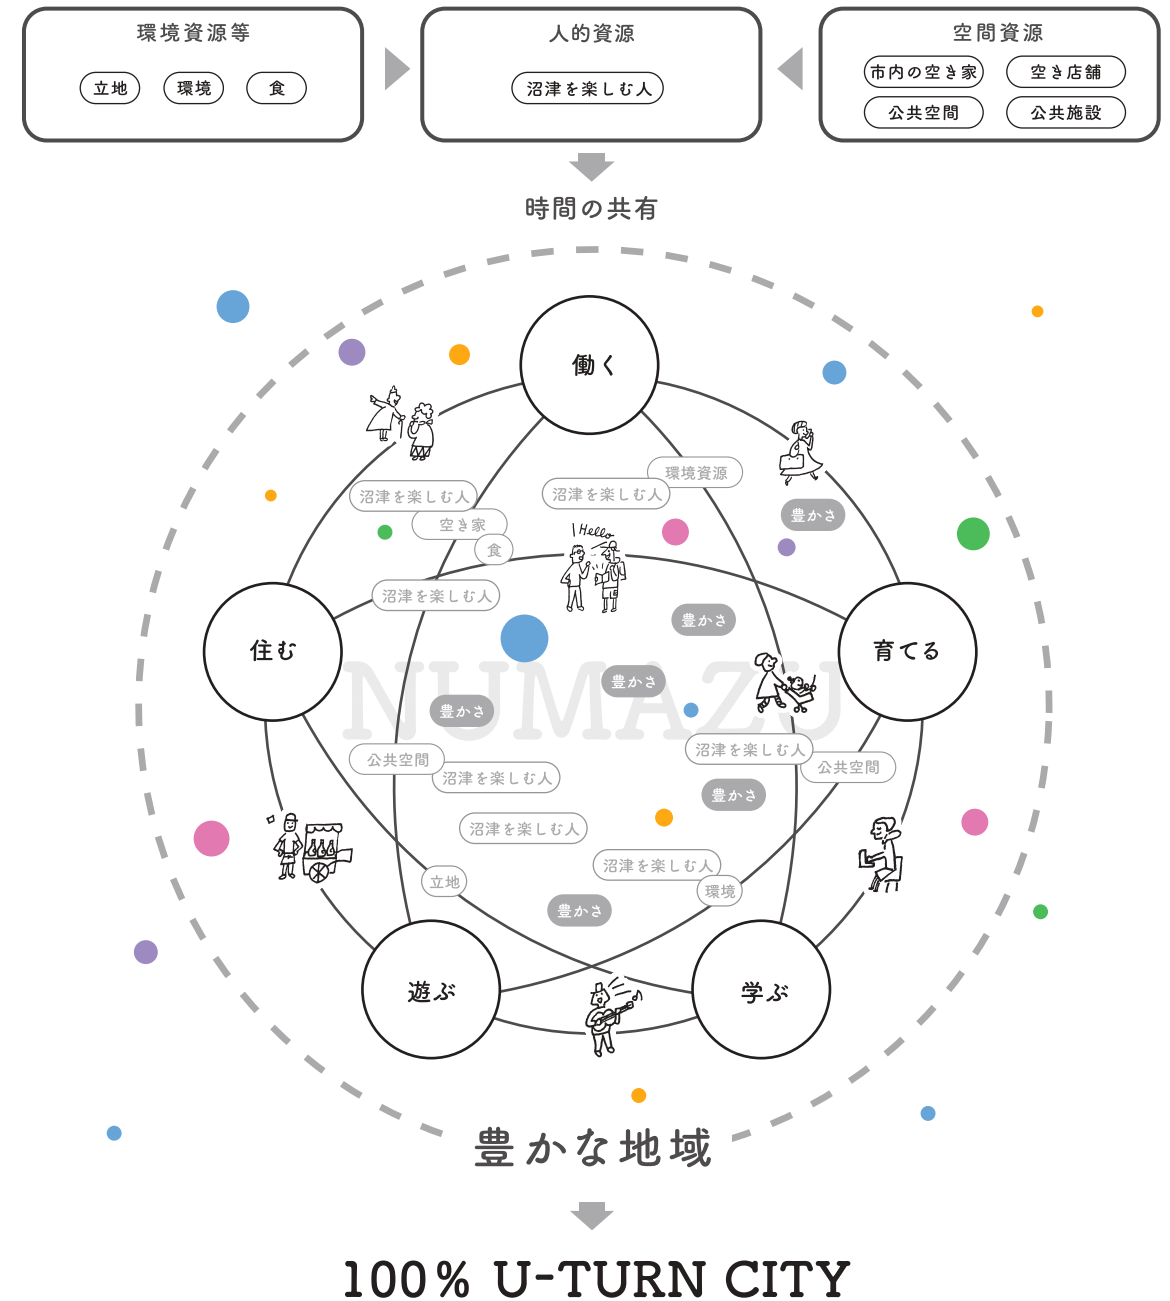 環境資源等
立地
環境
食
人的資源
沼津を楽しむ人
空間資源
市内の空き家
空き店舗
公共空間
公共施設
時間の共有
働く
環境資源
沼津を楽しむ人
沼津を楽しむ人
豊かさ
空き家
食
Hello
沼津を楽しむ人
豊かさ
住む
育てる
NUMAZU
豊かさ
豊かさ
沼津を楽しむ人
公共空間
公共空間
沼津を楽しむ人
豊かさ
沼津を楽しむ人
沼津を楽しむ人
立地
環境
豊かさ
遊ぶ
学ぶ
豊かな地域
100% U-TURN CITY